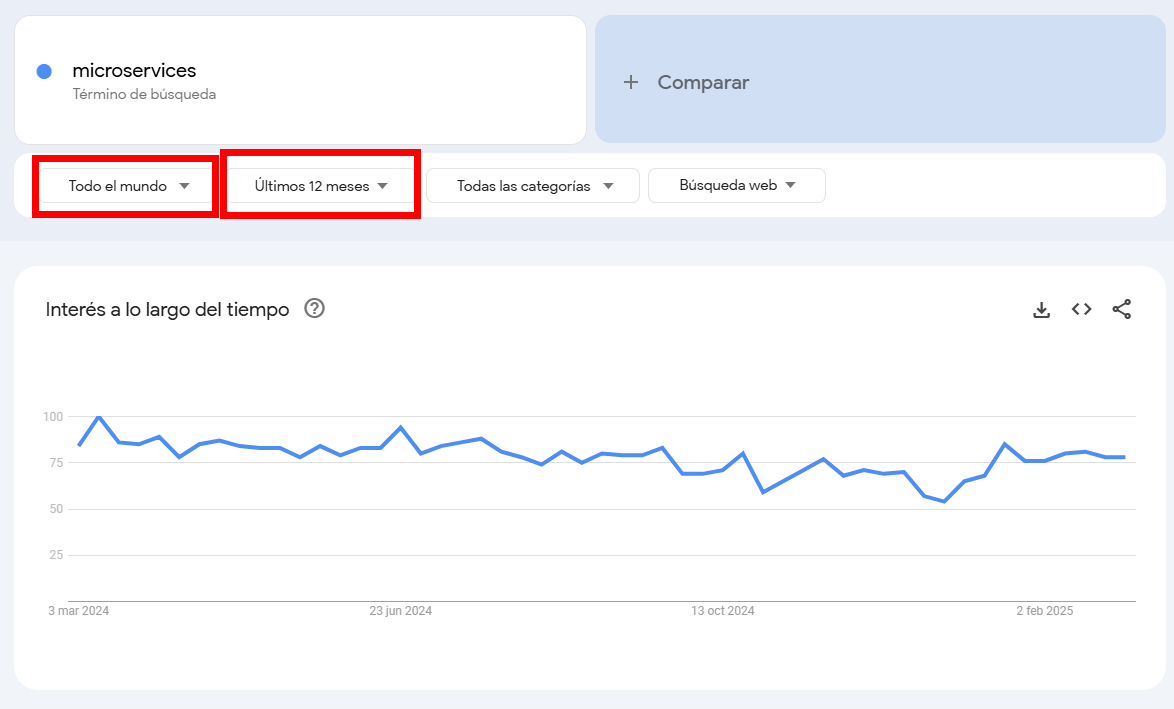 microservices
Término de búsqueda
+ Comparar
Todo el mundo
Últimos 12 meses
Todas las categorías
Búsqueda web
Interés a lo largo del tiempo
100
75
50
25
3 mar 2024
23 jun 2024
13 oct 2024
2 feb 2025